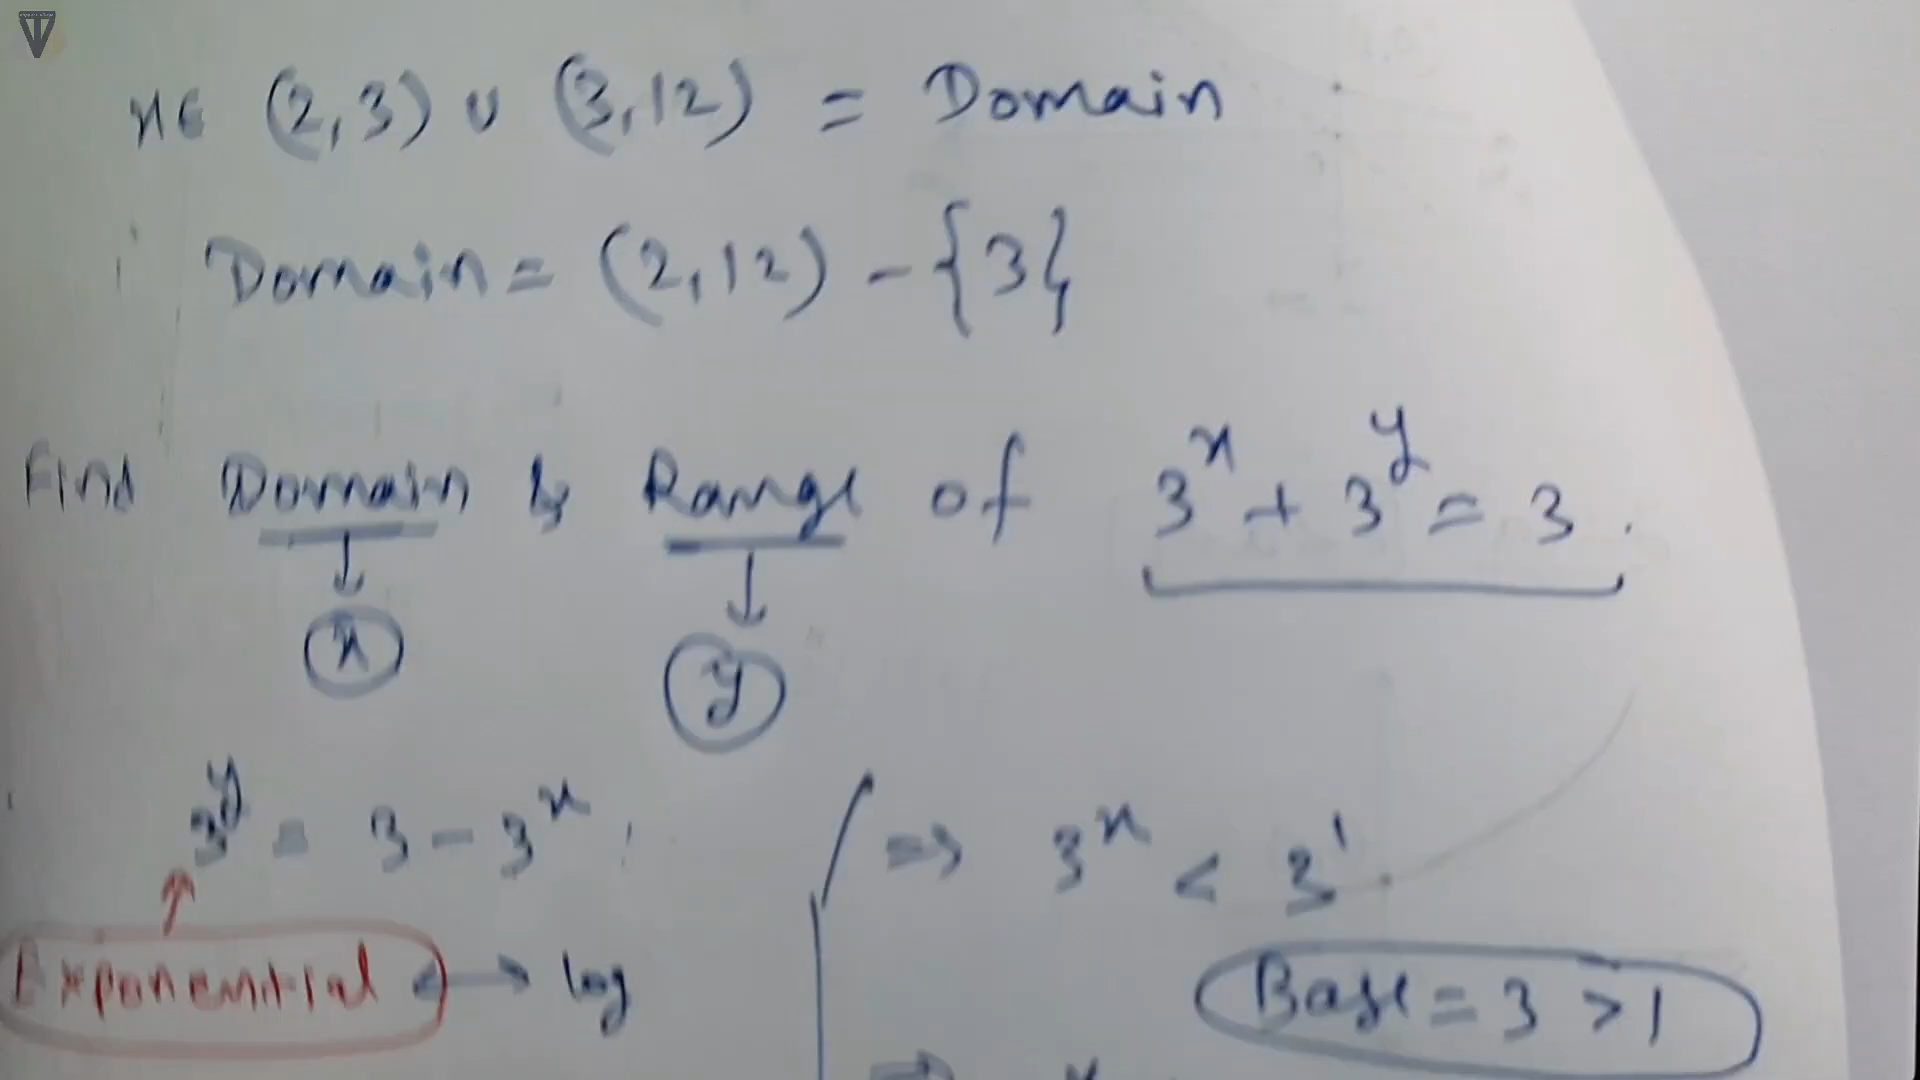 x ∈ (2,3) ∪ (3,12) = Domain
Domain = (2,12) - {3}
Find Domain & Range of 3^x + 3^y = 3.
↓ ↓
x y
3^y = 3 - 3^x
⇒ 3^x < 3^1
↑
Exponential ↔ log
Base = 3 > 1
⇒ x